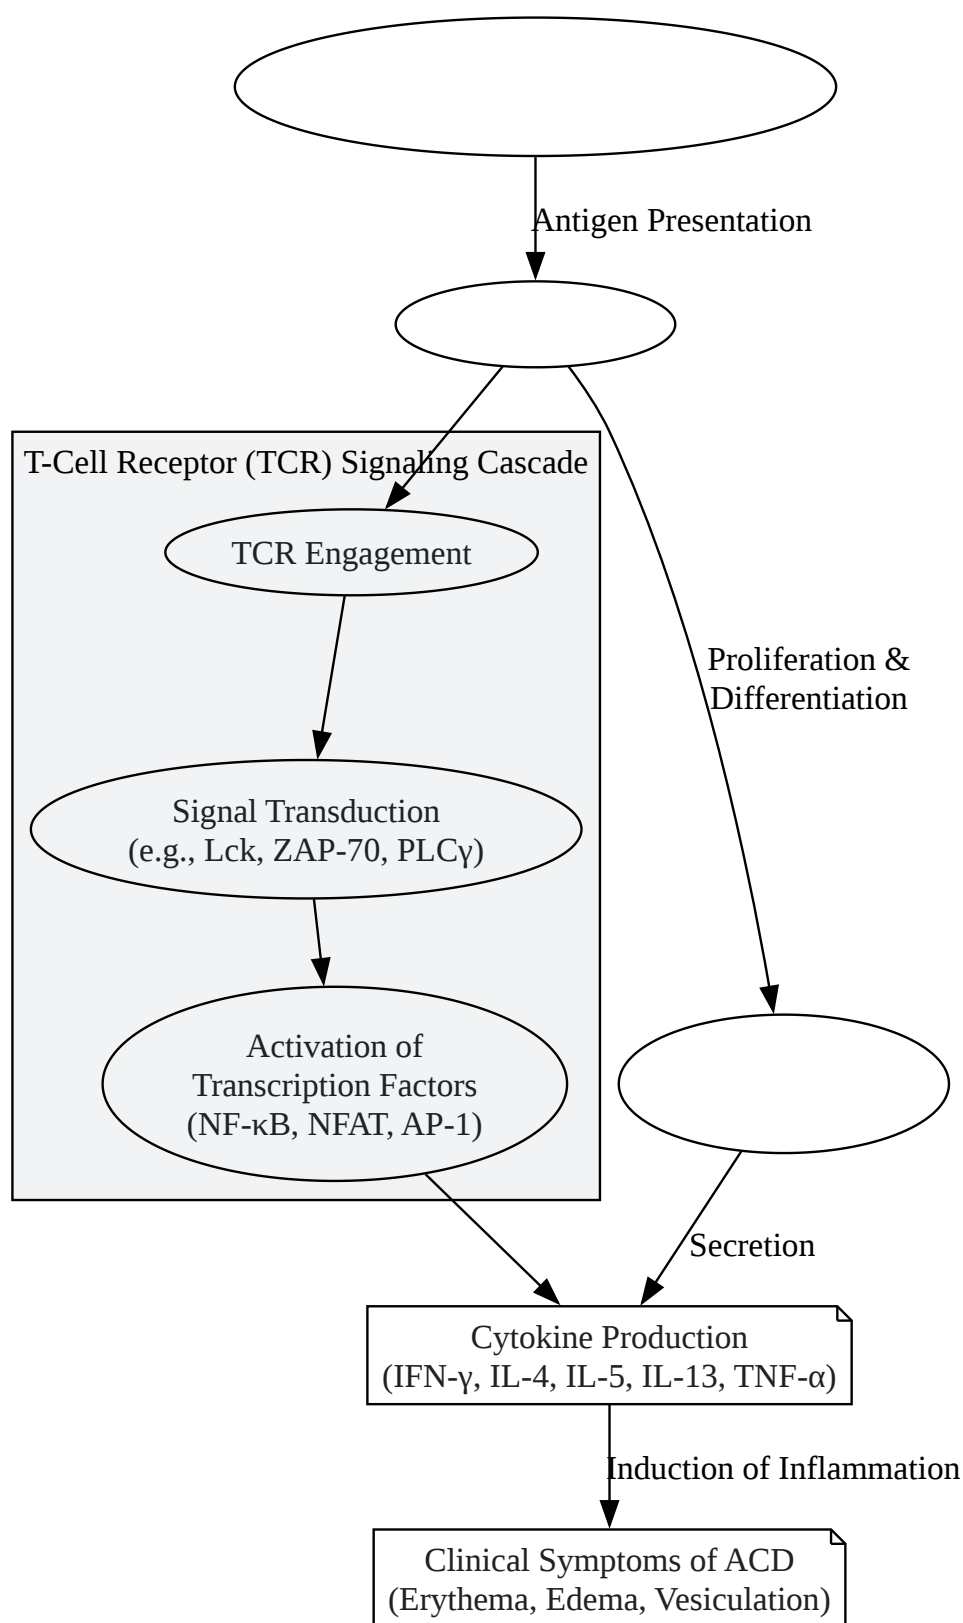 Antigen Presentation
T-Cell Receptor (TCR) Signaling Cascade
TCR Engagement
Proliferation &
Differentiation
Signal Transduction
(e.g., Lck, ZAP-70, PLCγ)
Activation of
Transcription Factors
(NF-κB, NFAT, AP-1)
Secretion
Cytokine Production
(IFN-γ, IL-4, IL-5, IL-13, TNF-α)
Induction of Inflammation
Clinical Symptoms of ACD
(Erythema, Edema, Vesiculation)